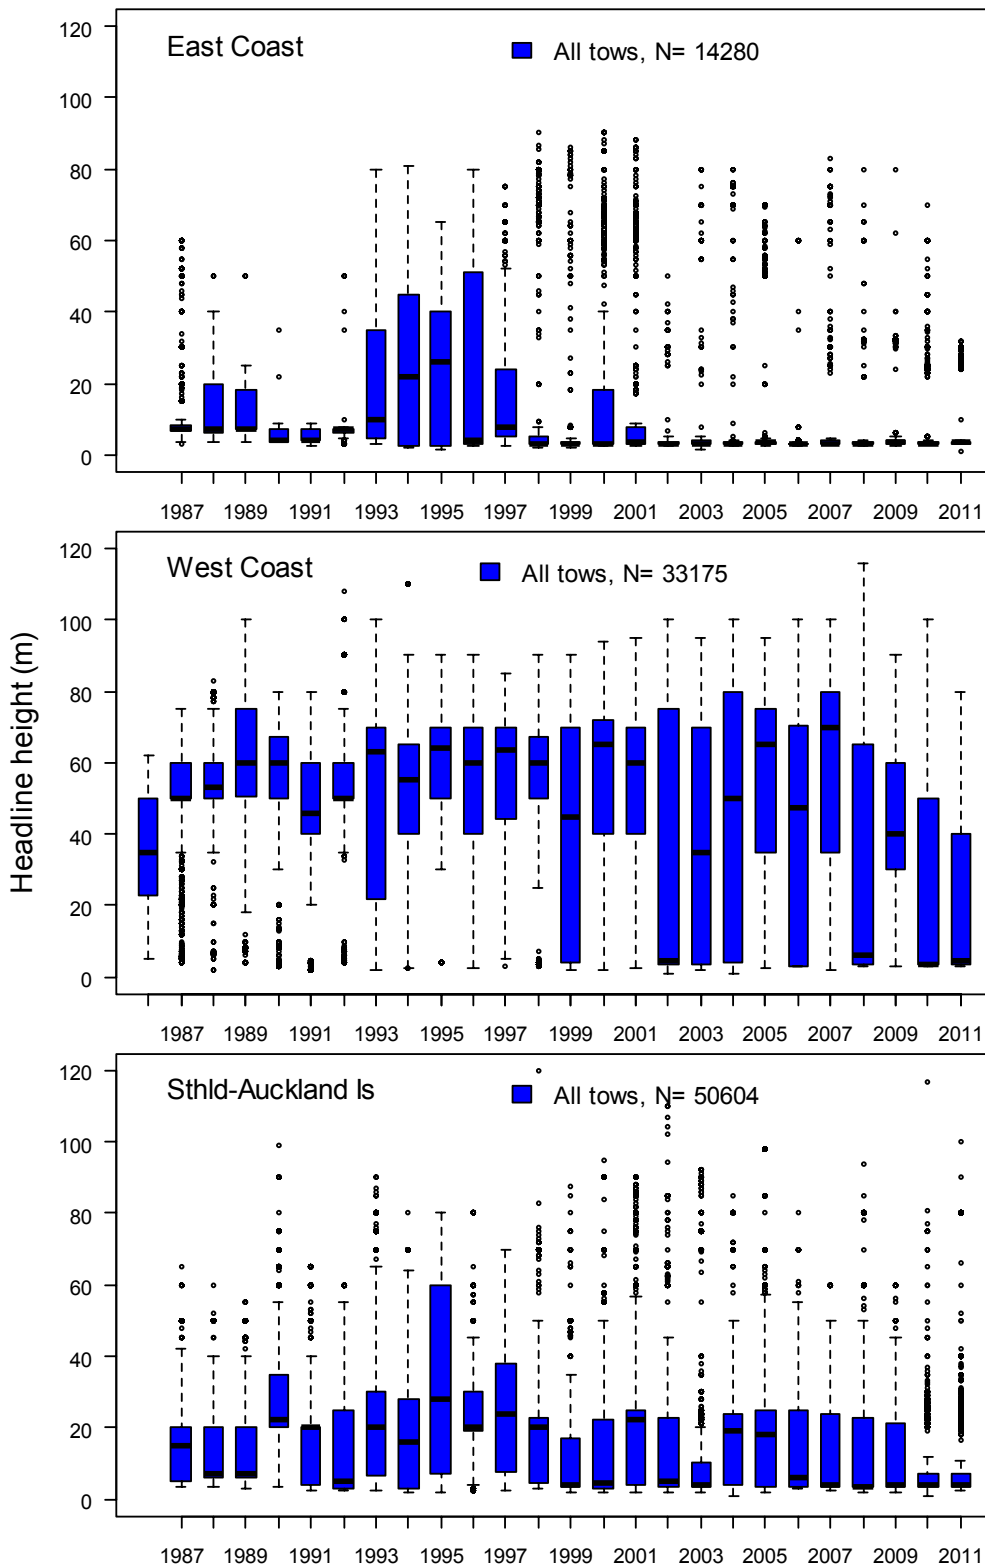 East Coast
All tows, N= 14280
120
100
80
60
40
20
0
1987 1989 1991 1993 1995 1997 1999 2001 2003 2005 2007 2009 2011
West Coast
All tows, N= 33175
120
100
80
60
40
20
0
1987 1989 1991 1993 1995 1997 1999 2001 2003 2005 2007 2009 2011
Headline height (m)
Sthld-Auckland Is
All tows, N= 50604
120
100
80
60
40
20
0
1987 1989 1991 1993 1995 1997 1999 2001 2003 2005 2007 2009 2011